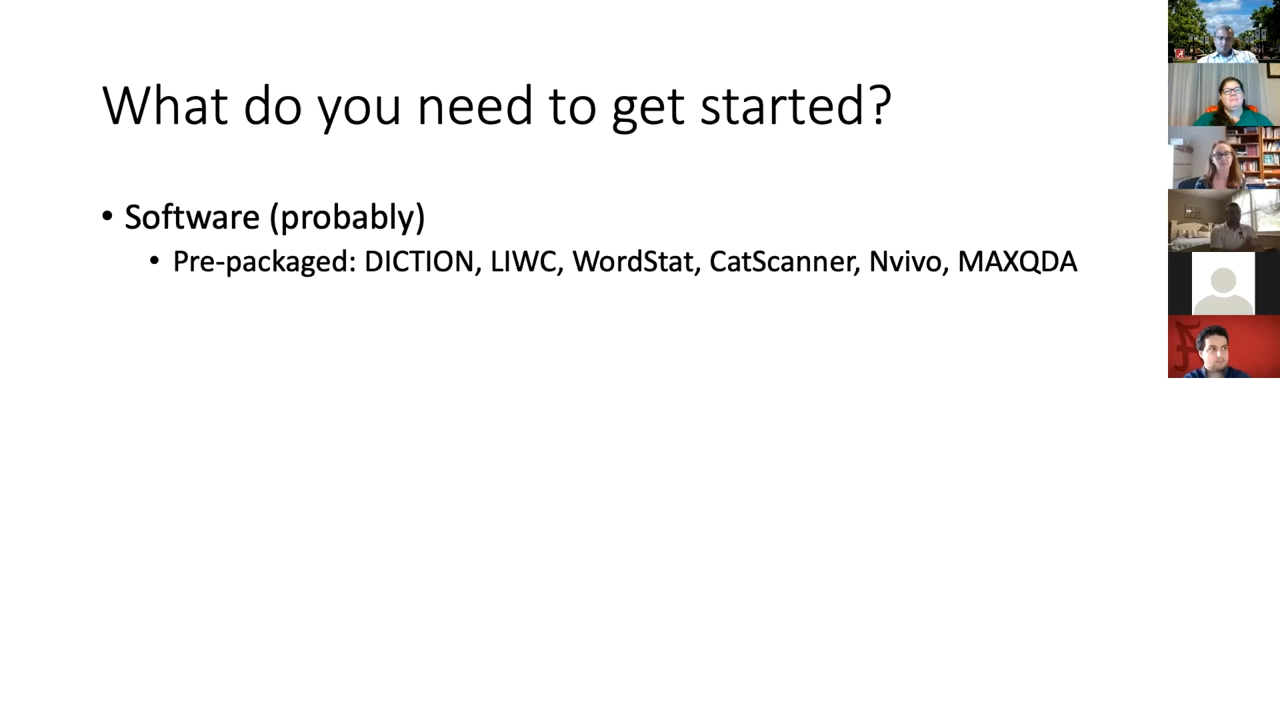 What do you need to get started?
• Software (probably)
• Pre-packaged: DICTION, LIWC, WordStat, CatScanner, Nvivo, MAXQDA